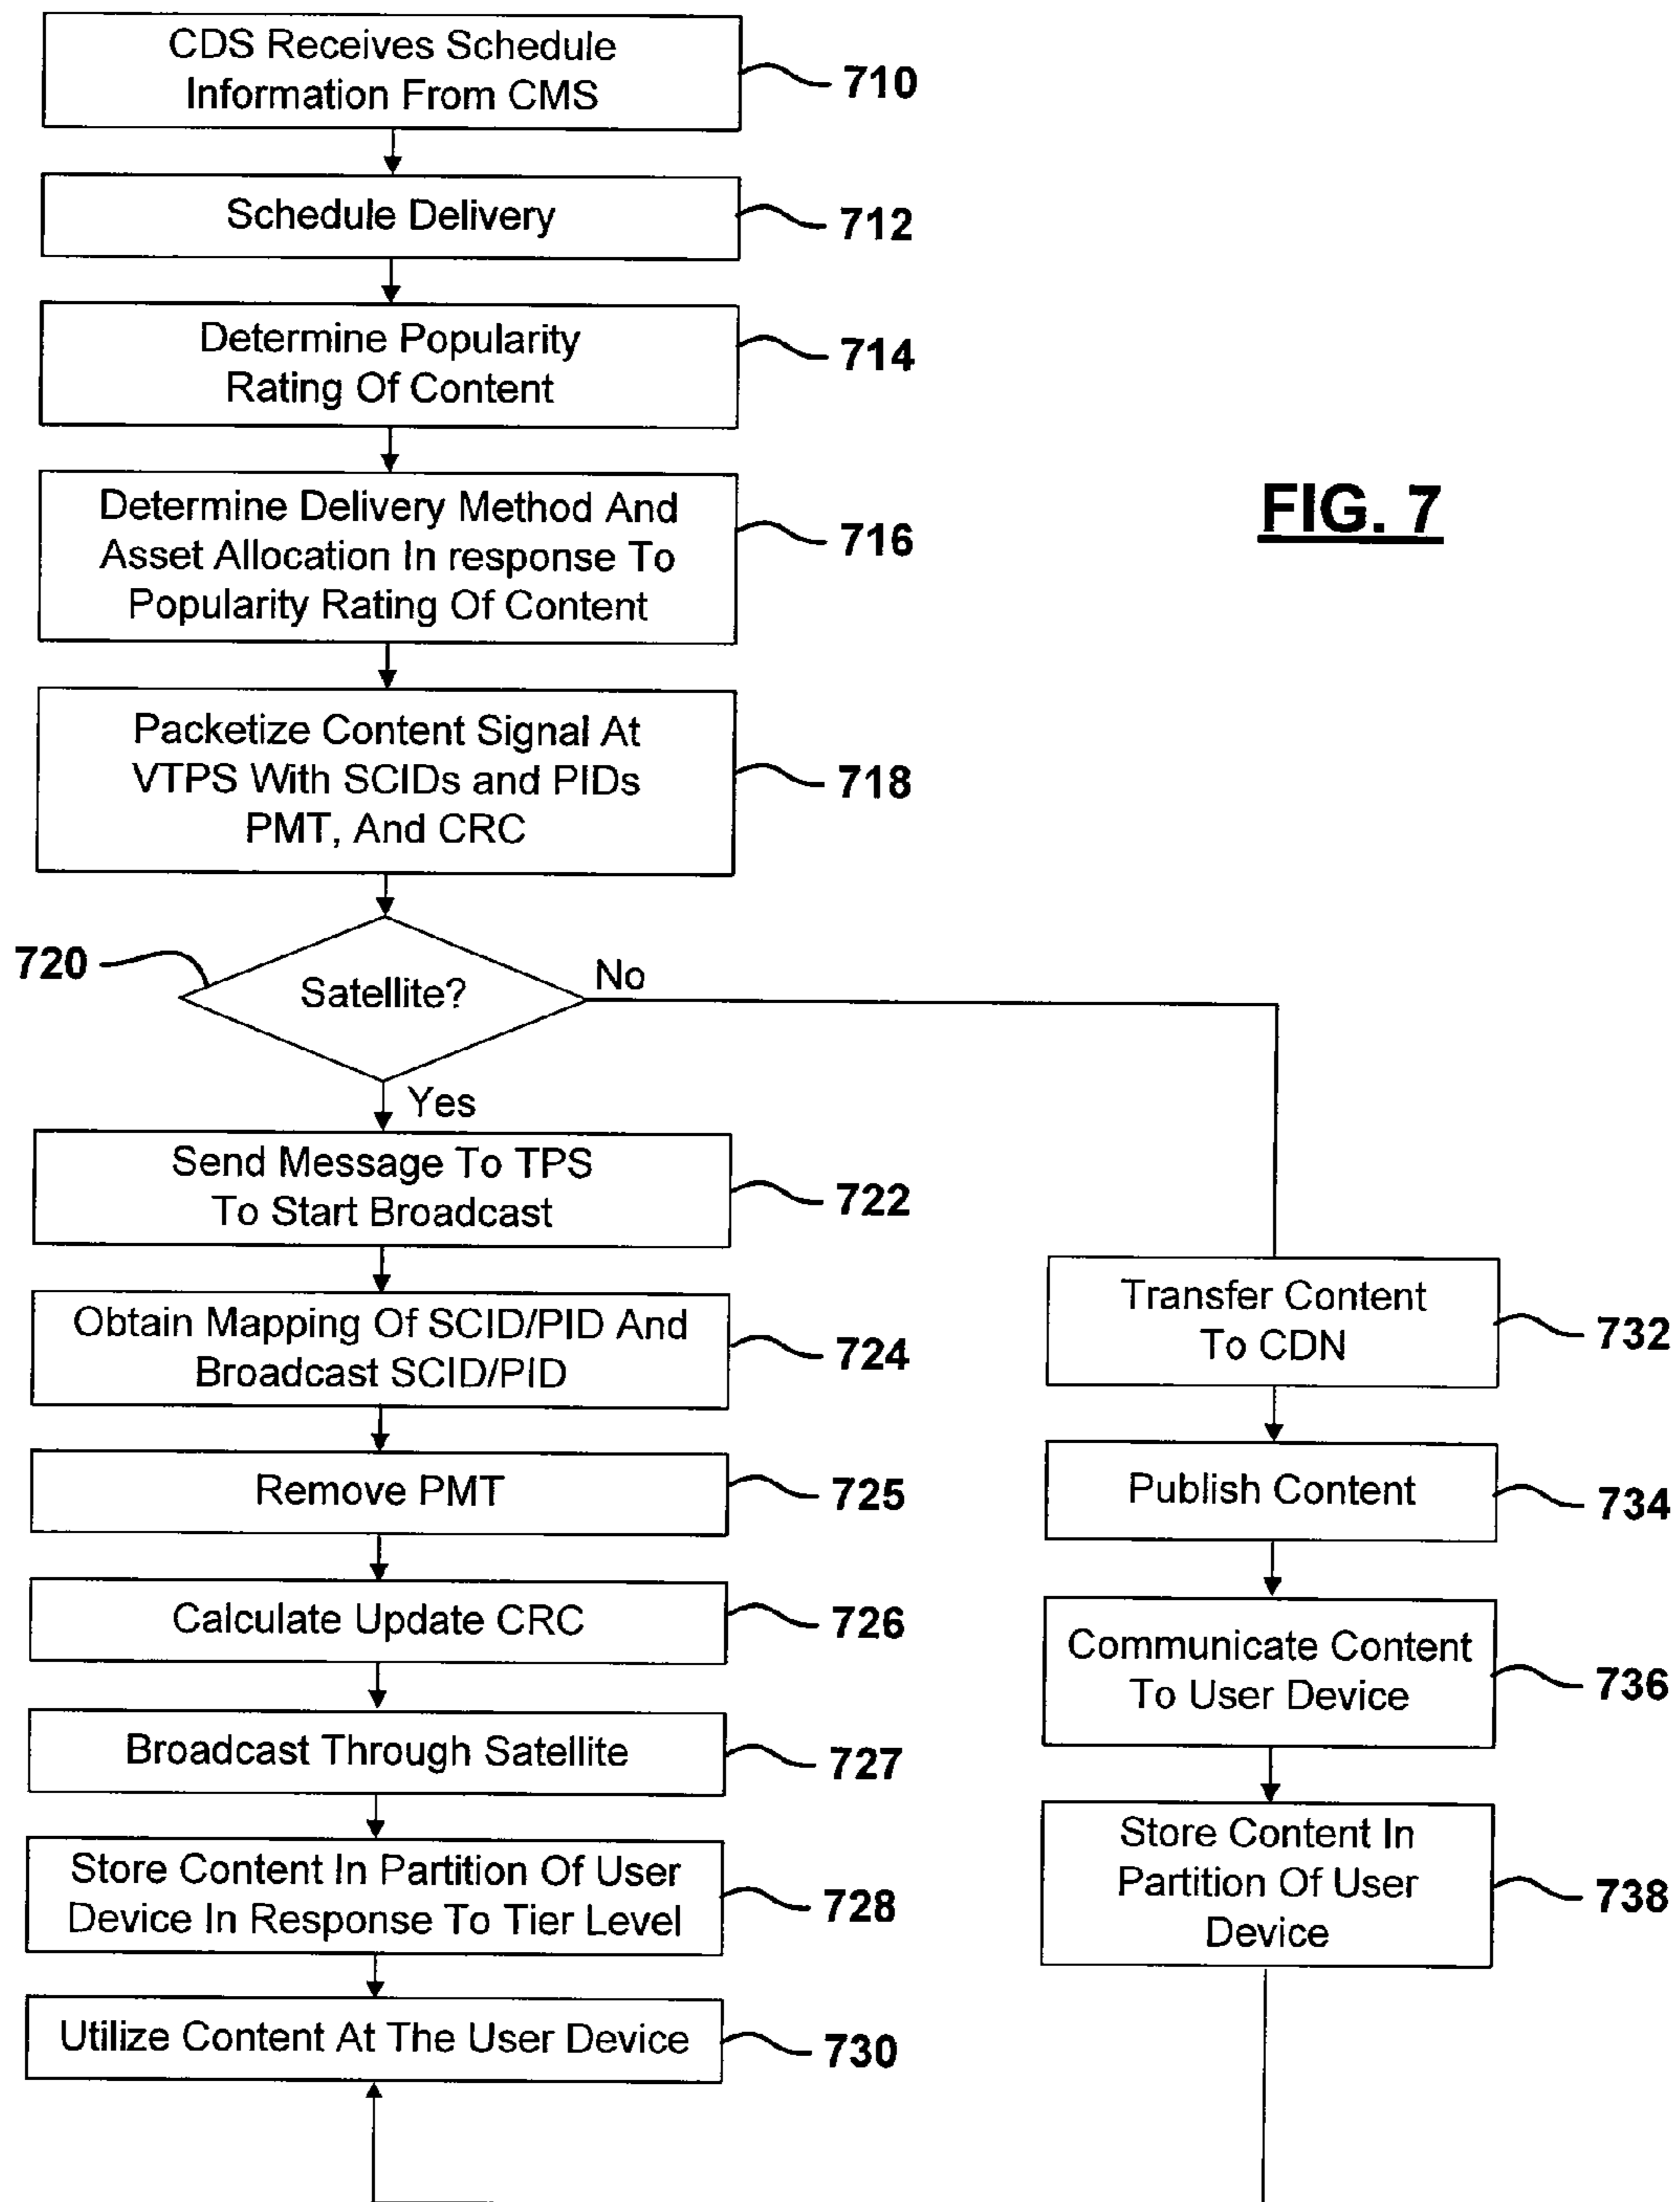 CDS Receives Schedule
Information From CMS
710
Schedule Delivery
712
Determine Popularity
Rating Of Content
714
Determine Delivery Method And
Asset Allocation In response To
Popularity Rating Of Content
716
FIG. 7
Packetize Content Signal At
VTPS With SCIDs and PIDs
PMT, And CRC
718
720
Satellite?
No
Yes
Send Message To TPS
To Start Broadcast
722
Obtain Mapping Of SCID/PID And
Broadcast SCID/PID
724
Remove PMT
725
Calculate Update CRC
726
Broadcast Through Satellite
727
Store Content In Partition Of User
Device In Response To Tier Level
728
Utilize Content At The User Device
730
Transfer Content
To CDN
732
Publish Content
734
Communicate Content
To User Device
736
Store Content In
Partition Of User
Device
738